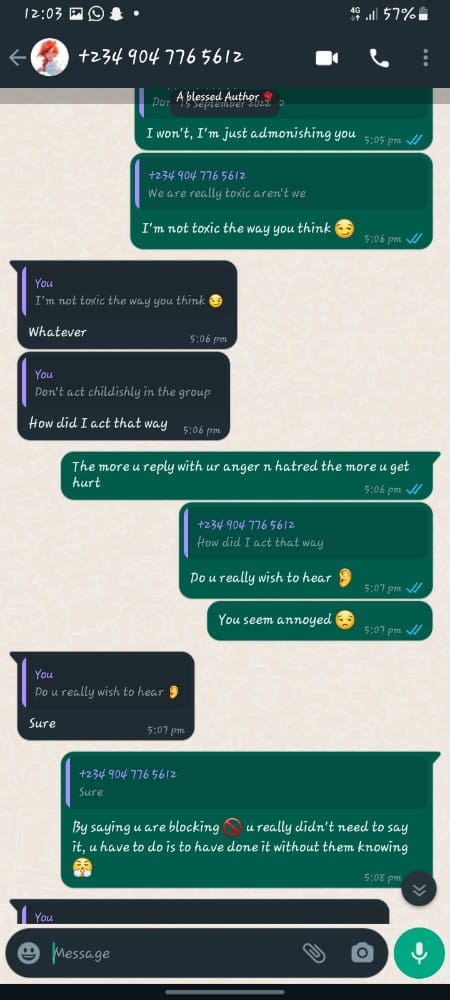 12:03
4G
57%
+234 904 776 5612
A blessed Author 🌹
15 September 2022
I won't, I'm just admonishing you
5:05 pm
+234 904 776 5612
We are really toxic aren't we
I'm not toxic the way you think 😏
5:06 pm
You
I'm not toxic the way you think 😏
Whatever
5:06 pm
You
Don't act childishly in the group
How did I act that way
5:06 pm
The more u reply with ur anger n hatred the more u get
hurt
5:06 pm
+234 904 776 5612
How did I act that way
Do u really wish to hear 👂
5:07 pm
You seem annoyed 😒
5:07 pm
You
Do u really wish to hear 👂
Sure
5:07 pm
+234 904 776 5612
Sure
By saying u are blocking 🚫 u really didn't need to say
it, u have to do is to have done it without them knowing
😤
5:08 pm
You
Message